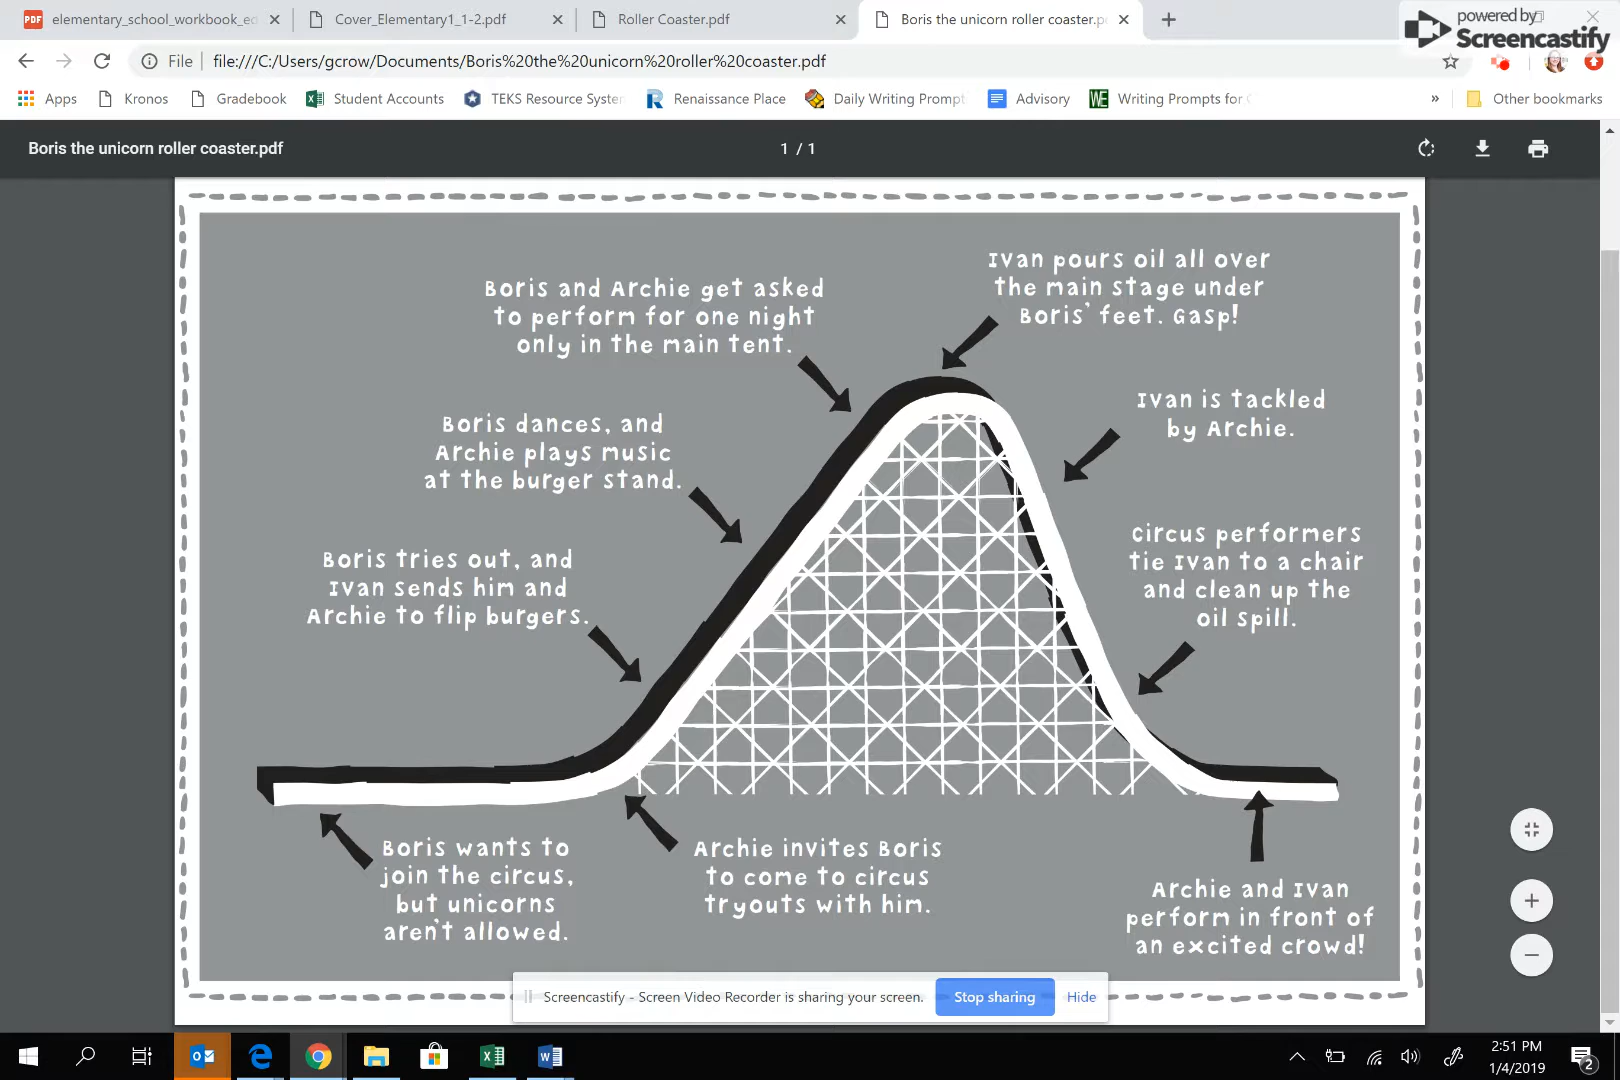 elementary_school_workbook_ed
Cover_Elementary1_1-2.pdf
Roller Coaster.pdf
Boris the unicorn roller coaster.p
powered by
Screencastify
File
file:///C:/Users/gcrow/Documents/Boris%20the%20unicorn%20roller%20coaster.pdf
Apps
Kronos
Gradebook
Student Accounts
TEKS Resource System
Renaissance Place
Daily Writing Prompt
Advisory
Writing Prompts for
Other bookmarks
Boris the unicorn roller coaster.pdf
1 / 1
Boris and Archie get asked
to perform for one night
only in the main tent.
Ivan pours oil all over
the main stage under
Boris' feet. Gasp!
Boris dances, and
Archie plays music
at the burger stand.
Ivan is tackled
by Archie.
Boris tries out, and
Ivan sends him and
Archie to flip burgers.
Circus performers
tie Ivan to a chair
and clean up the
oil spill.
Boris wants to
join the circus,
but unicorns
aren't allowed.
Archie invites Boris
to come to circus
tryouts with him.
Archie and Ivan
perform in front of
an excited crowd!
Screencastify - Screen Video Recorder is sharing your screen.
Stop sharing
Hide
2:51 PM
1/4/2019
2